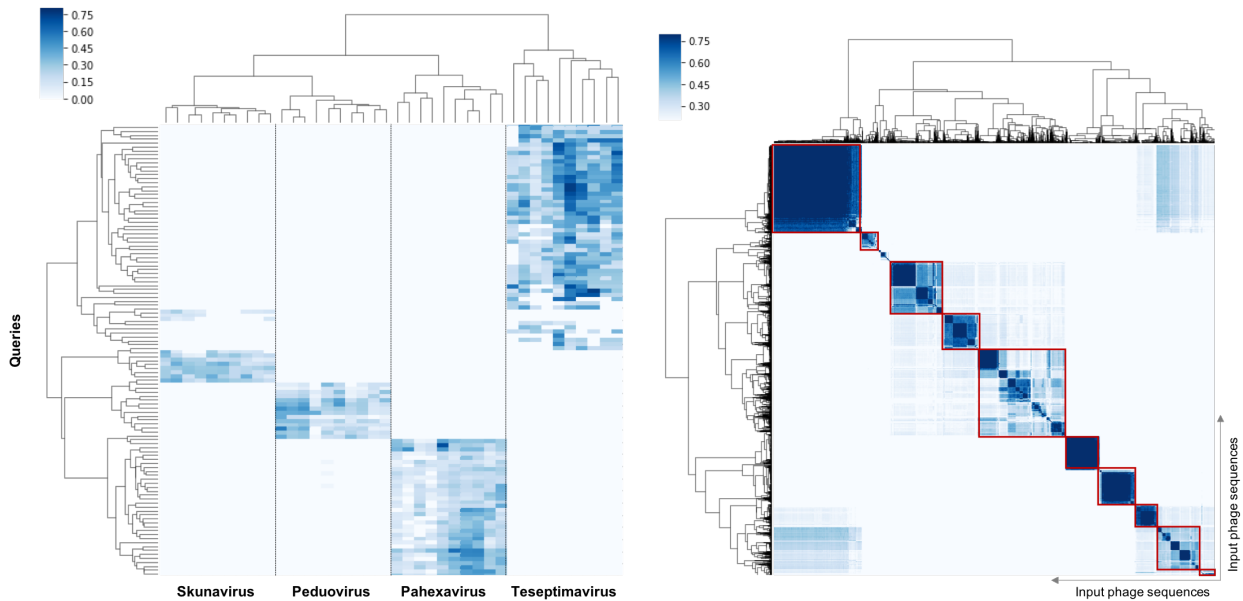 0.75
0.60
0.45
0.30
0.15
0.00
Queries
Skunavirus
Peduovirus
Pahexavirus
Teseptimavirus
0.75
0.60
0.45
0.30
Input phage sequences
Input phage sequences